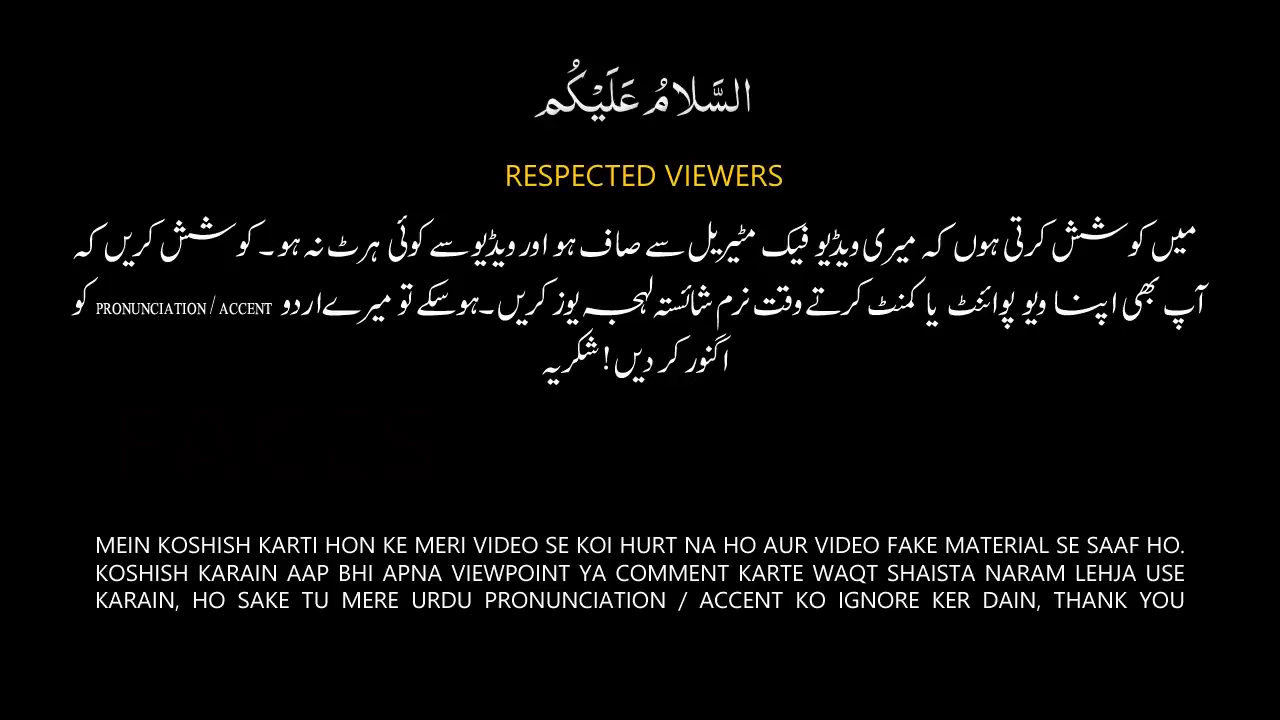 السَّلَامُ عَلَيْكُم
RESPECTED VIEWERS
میں کوشش کرتی ہوں کہ میری ویڈیو فیک مٹیریل سے صاف ہو اور ویڈیو سے کوئی ہرٹ نہ ہو۔ کوشش کریں کہ
آپ بھی اپنا ویو پوائنٹ یا کمنٹ کرتے وقت نرم شائستہ لہجہ یوز کریں۔ہوسکے تو میرے اردو PRONUNCIATION / ACCENT کو
اگنور کر دیں! شکریہ
MEIN KOSHISH KARTI HON KE MERI VIDEO SE KOI HURT NA HO AUR VIDEO FAKE MATERIAL SE SAAF HO.
KOSHISH KARAIN AAP BHI APNA VIEWPOINT YA COMMENT KARTE WAQT SHAISTA NARAM LEHJA USE
KARAIN, HO SAKE TU MERE URDU PRONUNCIATION / ACCENT KO IGNORE KER DAIN, THANK YOU